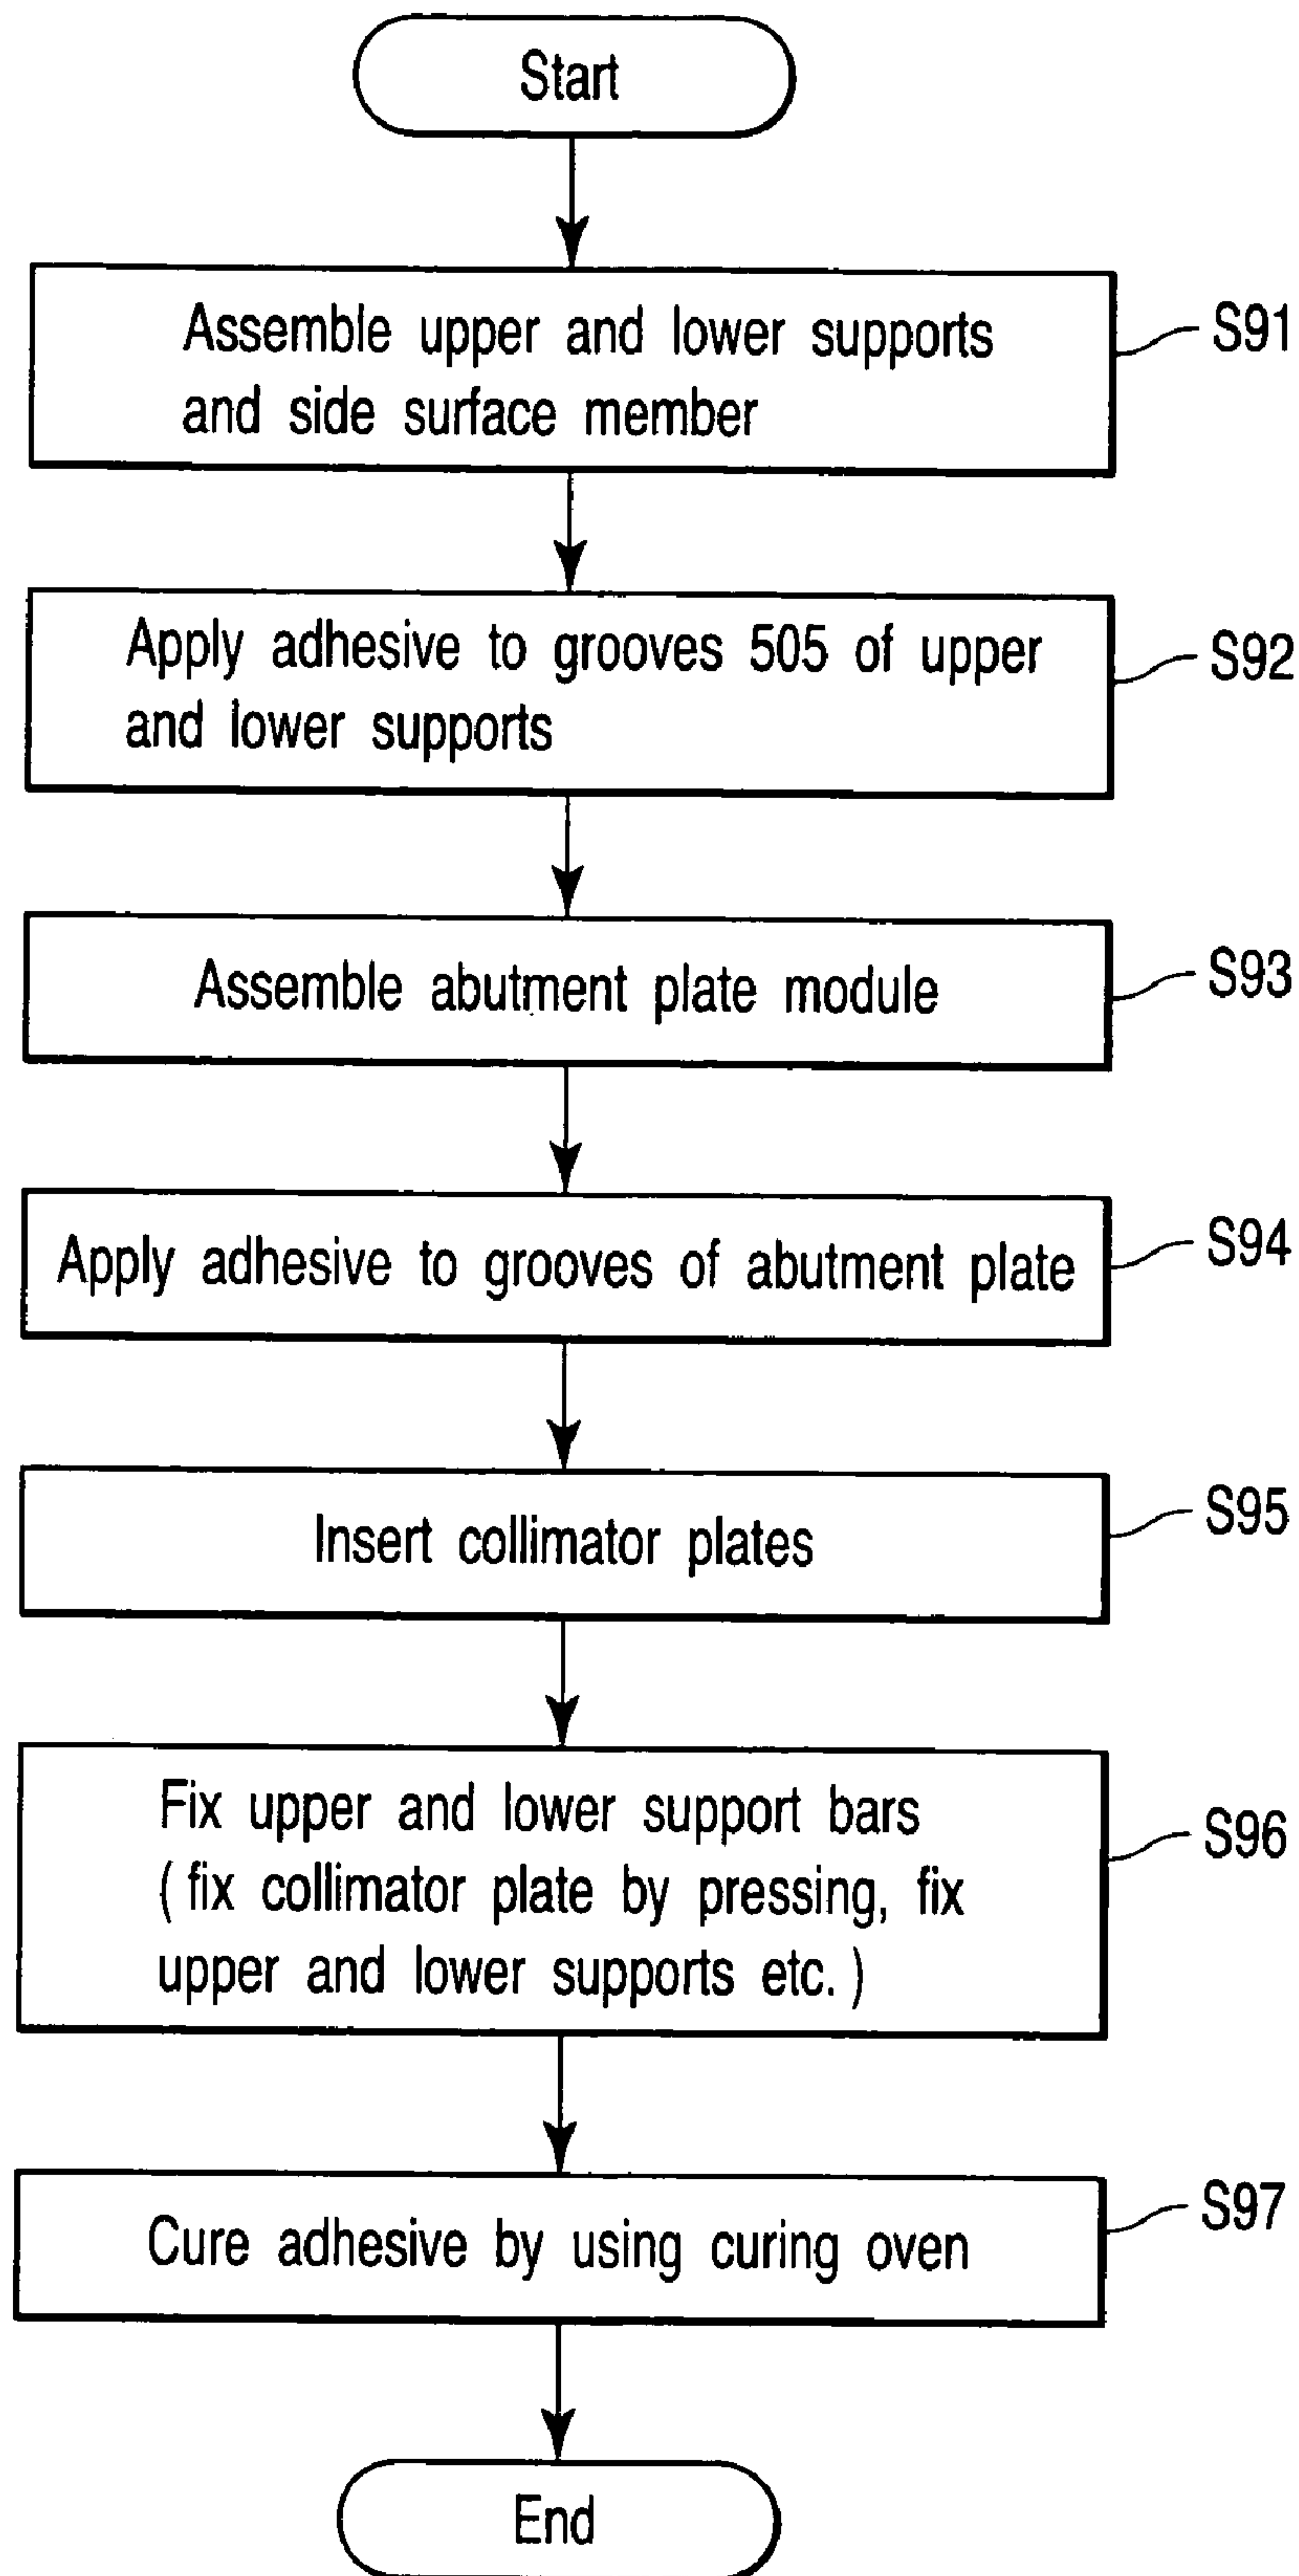 Start
Assemble upper and lower supports
and side surface member
S91
Apply adhesive to grooves 505 of upper
and lower supports
S92
Assemble abutment plate module
S93
Apply adhesive to grooves of abutment plate
S94
Insert collimator plates
S95
Fix upper and lower support bars
( fix collimator plate by pressing, fix
upper and lower supports etc. )
S96
Cure adhesive by using curing oven
S97
End